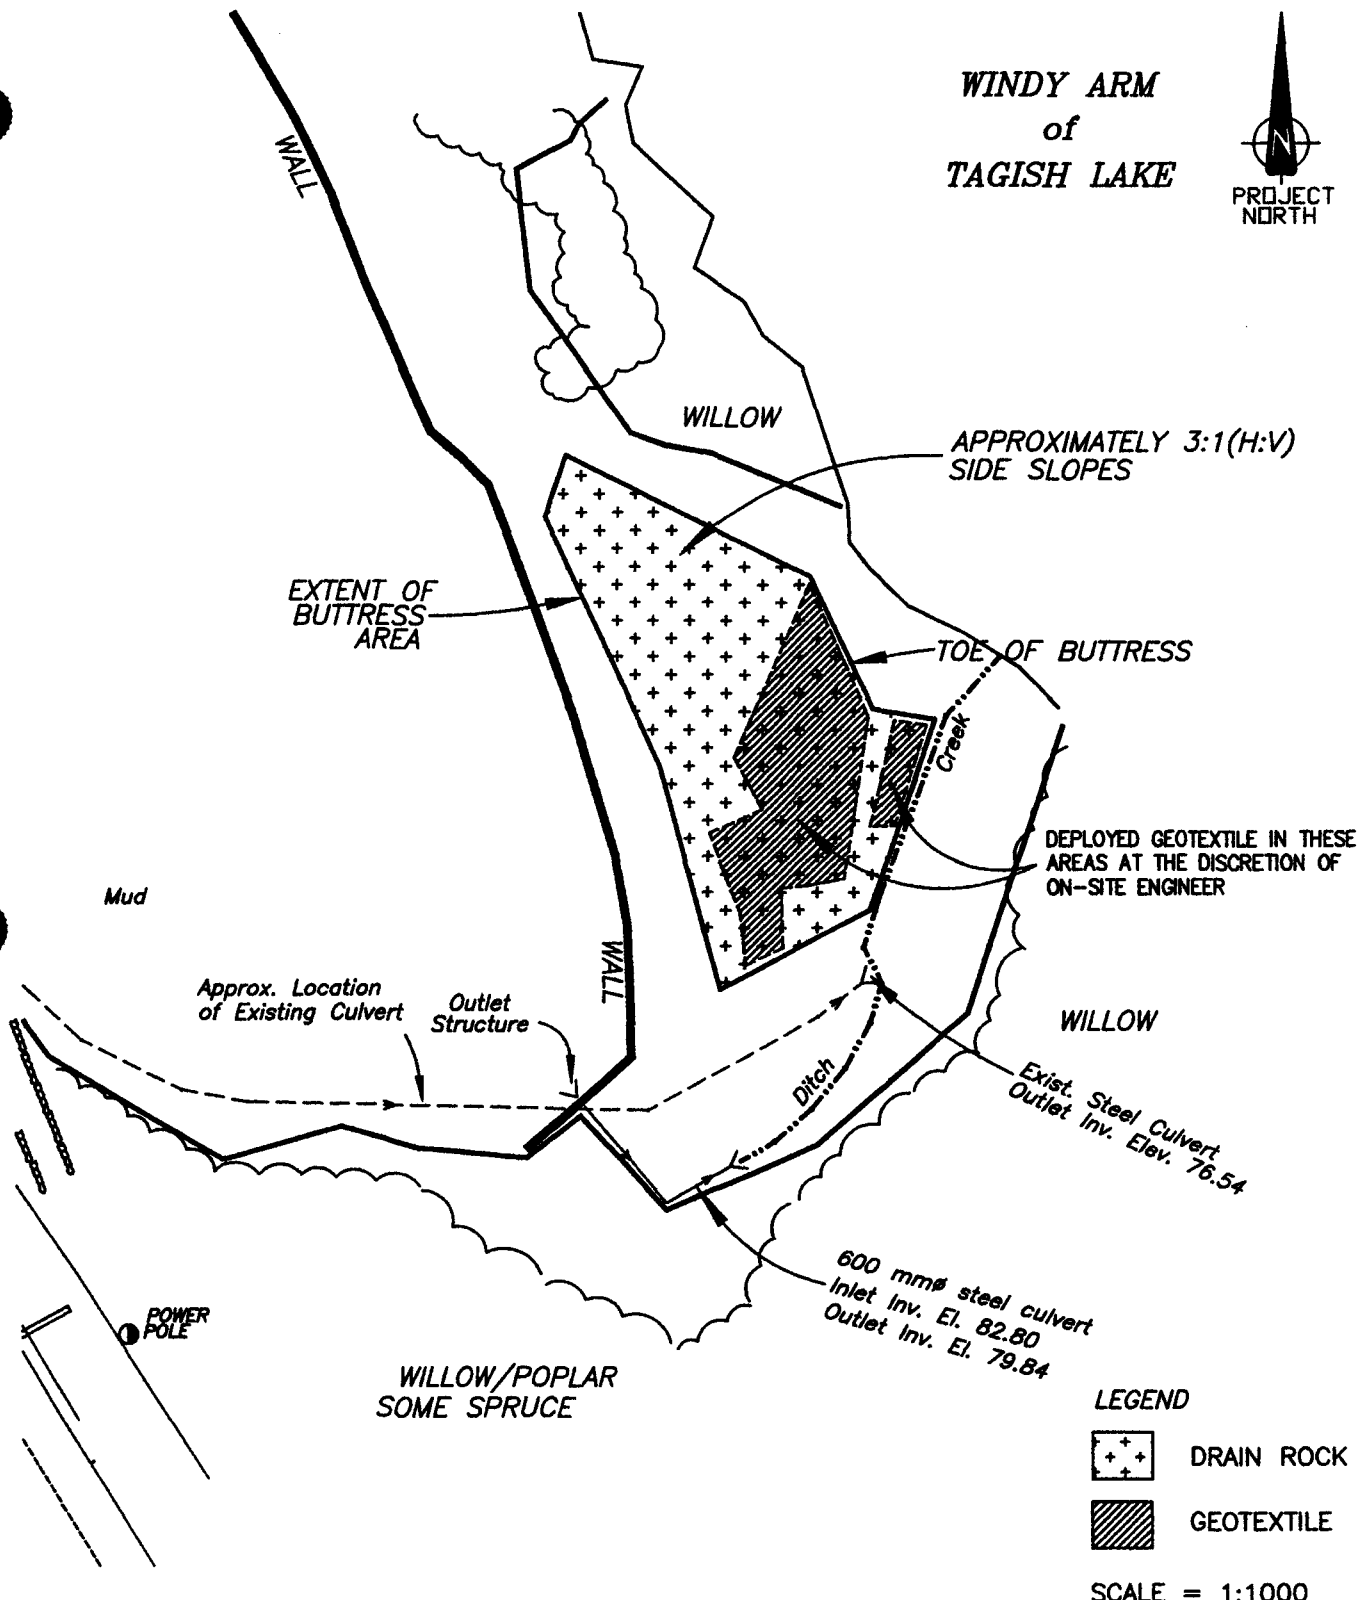 WINDY ARM
of
TAGISH LAKE
N
PROJECT
NORTH
WALL
WILLOW
APPROXIMATELY 3:1(H:V)
SIDE SLOPES
EXTENT OF
BUTTRESS
AREA
TOE OF BUTTRESS
Creek
DEPLOYED GEOTEXTILE IN THESE
AREAS AT THE DISCRETION OF
ON-SITE ENGINEER
Mud
WALL
Approx. Location
of Existing Culvert
Outlet
Structure
WILLOW
Ditch
Exist. Steel Culvert
Outlet Inv. Elev. 76.54
600 mmø steel culvert
Inlet Inv. El. 82.80
Outlet Inv. El. 79.84
POWER
POLE
WILLOW/POPLAR
SOME SPRUCE
LEGEND
DRAIN ROCK
GEOTEXTILE
SCALE = 1:1000